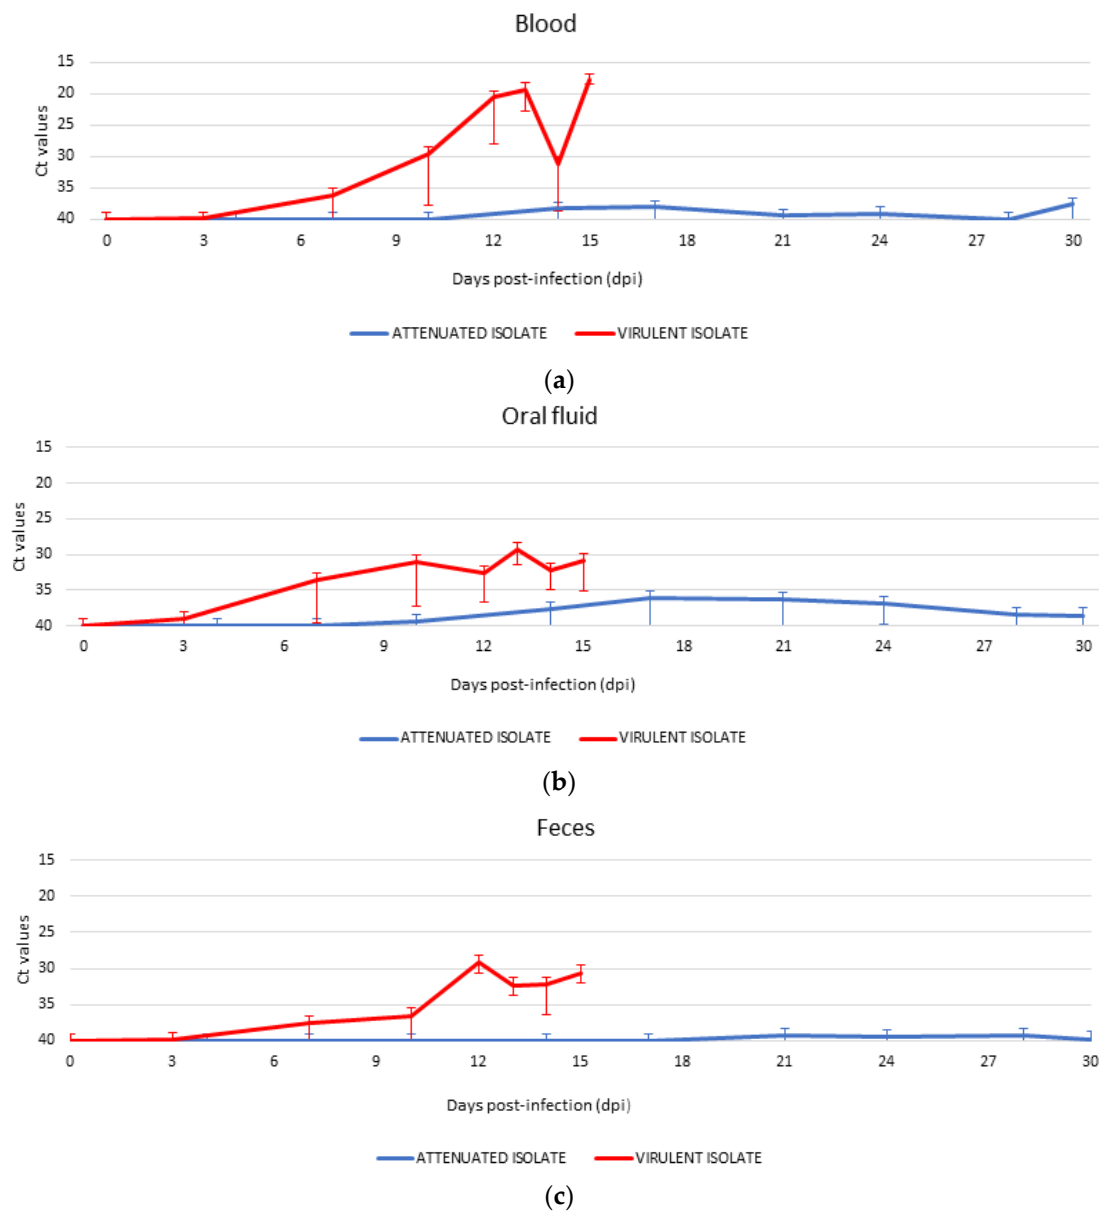 Blood
15
20
25
30
35
40
Ct values
0 3 6 9 12 15 18 21 24 27 30
Days post-infection (dpi)
ATTENUATED ISOLATE VIRULENT ISOLATE
(a)
Oral fluid
15
20
25
30
35
40
Ct values
0 3 6 9 12 15 18 21 24 27 30
Days post-infection (dpi)
ATTENUATED ISOLATE VIRULENT ISOLATE
(b)
Feces
15
20
25
30
35
40
Ct values
0 3 6 9 12 15 18 21 24 27 30
Days post-infection (dpi)
ATTENUATED ISOLATE VIRULENT ISOLATE
(c)